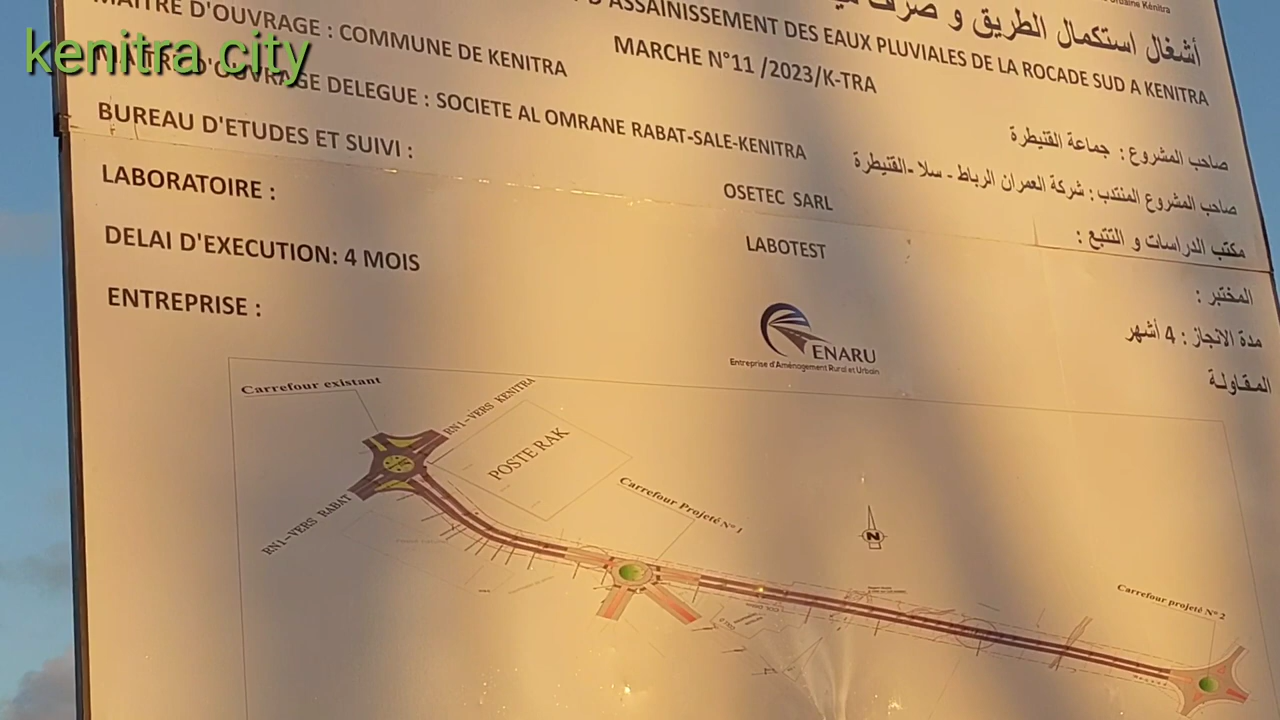 Urbaine Kénitra
أشغال استكمال الطريق و صرف
D'ASSAINISSEMENT DES EAUX PLUVIALES DE LA ROCADE SUD A KENITRA
MARCHE N°11 /2023/K-TRA
kenitra city
MAITRE D'OUVRAGE : COMMUNE DE KENITRA
صاحب المشروع : جماعة القنيطرة
D'OUVRAGE DELEGUE : SOCIETE AL OMRANE RABAT-SALE-KENITRA
صاحب المشروع المنتدب : شركة العمران الرباط - سلا -القنيطرة
BUREAU D'ETUDES ET SUIVI :
OSETEC SARL
مكتب الدراسات و التتبع :
LABORATOIRE :
LABOTEST
المختبر :
DELAI D'EXECUTION: 4 MOIS
مدة الانجاز : 4 أشهر
ENTREPRISE :
ENARU
Entreprise d'Aménagement Rural et Urbain
المقاولة
Carrefour existant
RN1-VERS KENITRA
POSTE RAK
RN1-VERS RABAT
Carrefour Projeté N° 1
N
Carrefour projeté N° 2